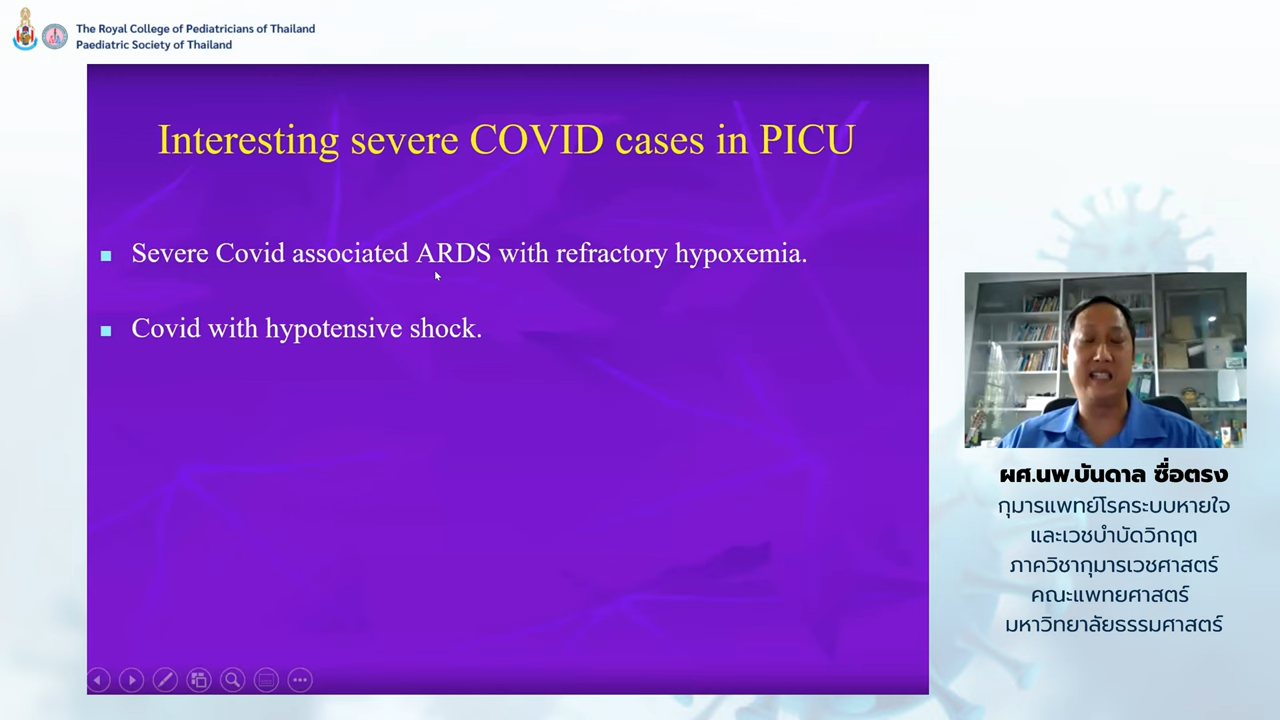 The Royal College of Pediatricians of Thailand
Paediatric Society of Thailand
Interesting severe COVID cases in PICU
Severe Covid associated ARDS with refractory hypoxemia.
Covid with hypotensive shock.
ผศ.นพ.บันดาล ซื่อตรง
กุมารแพทย์โรคระบบหายใจ
และเวชบำบัดวิกฤต
ภาควิชากุมารเวชศาสตร์
คณะแพทยศาสตร์
มหาวิทยาลัยธรรมศาสตร์